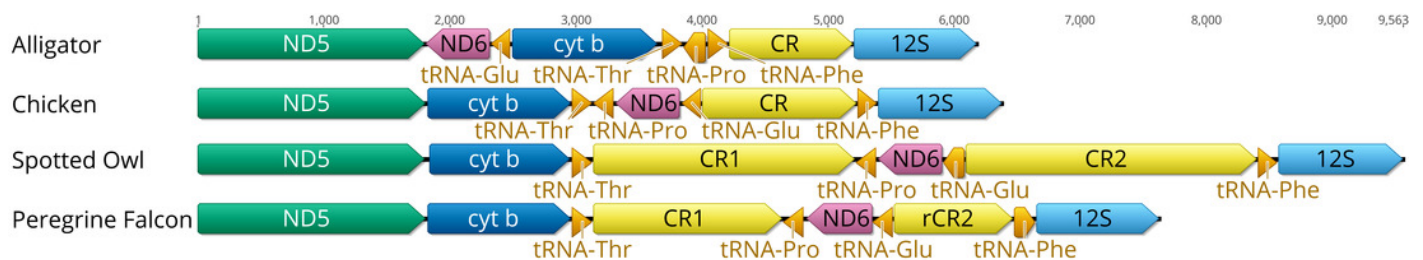 1 1,000 2,000 3,000 4,000 5,000 6,000 7,000 8,000 9,000 9,563
Alligator ND5 ND6 cyt b CR 12S
tRNA-Glu tRNA-Thr tRNA-Pro tRNA-Phe
Chicken ND5 cyt b ND6 CR 12S
tRNA-Thr tRNA-Pro tRNA-Glu tRNA-Phe
Spotted Owl ND5 cyt b CR1 ND6 CR2 12S
tRNA-Thr tRNA-Pro tRNA-Glu tRNA-Phe
Peregrine Falcon ND5 cyt b CR1 ND6 rCR2 12S
tRNA-Thr tRNA-Pro tRNA-Glu tRNA-Phe